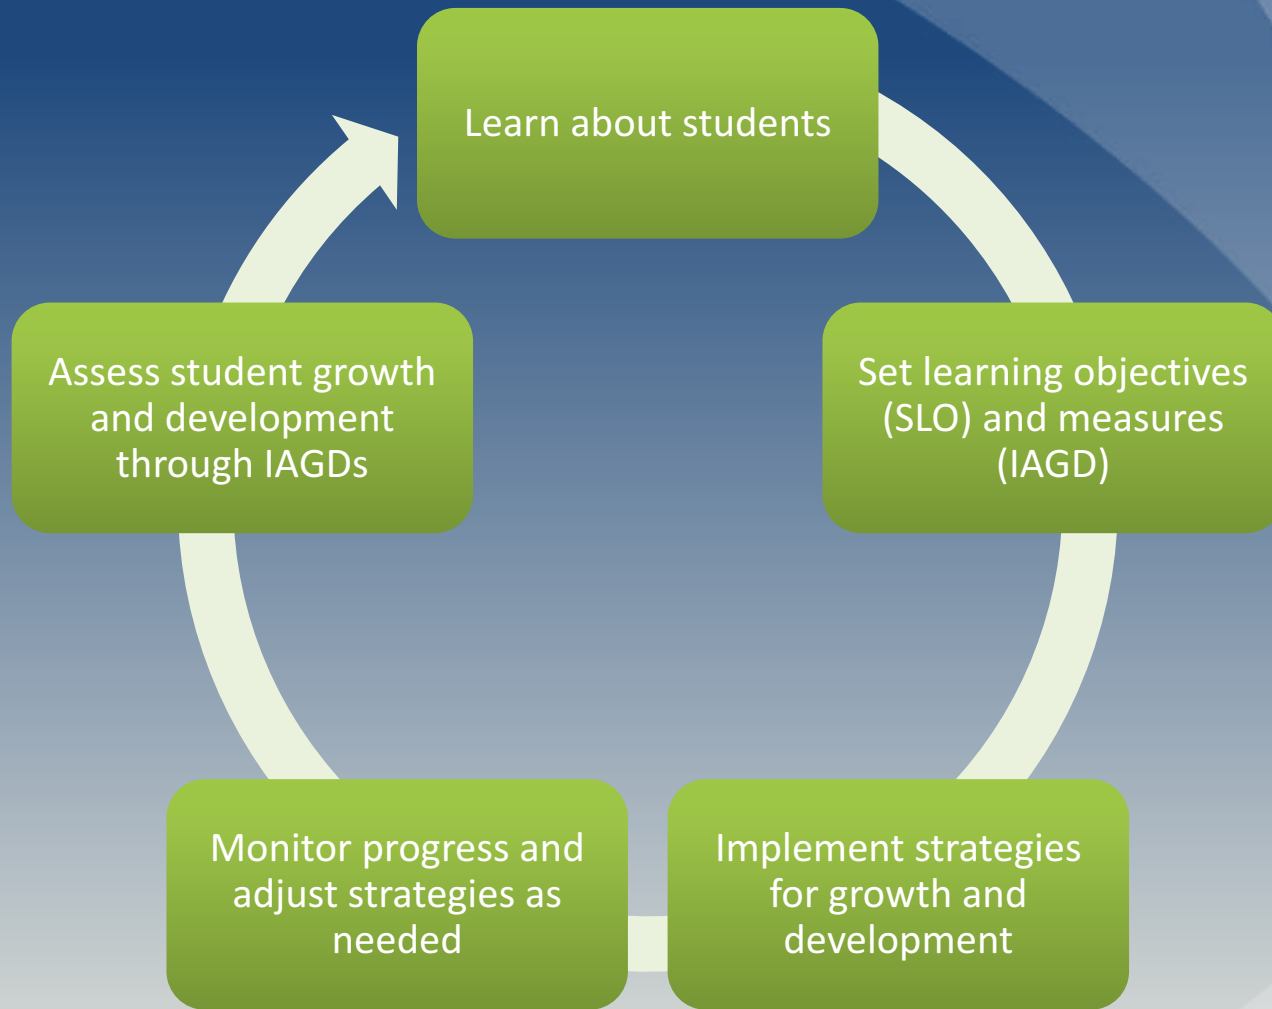 Learn about students
Set learning objectives
(SLO) and measures
(IAGD)
Implement strategies
for growth and
development
Monitor progress and
adjust strategies as
needed
Assess student growth
and development
through IAGDs